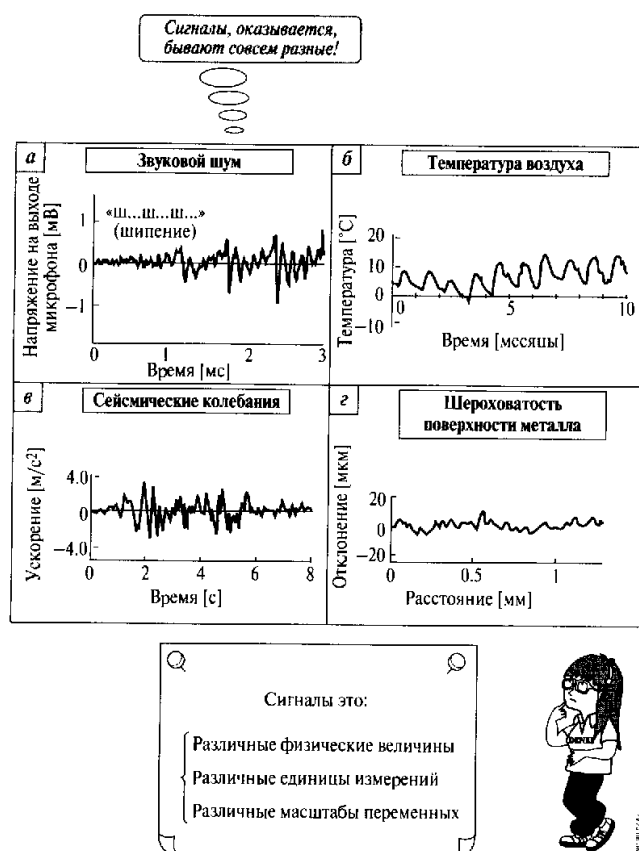 Сигналы, оказывается,
бывают совсем разные!
а
Звуковой шум
Напряжение на выходе
микрофона [мВ]
«ш...ш...ш...»
(шипение)
1
0
−1
0 1 2 3
Время [мс]
б
Температура воздуха
Температура [°C]
20
10
0
−10
0 5 10
Время [месяцы]
в
Сейсмические колебания
Ускорение [м/с²]
4.0
0
−4.0
0 2 4 6 8
Время [с]
г
Шероховатость
поверхности металла
Отклонение [мкм]
20
0
−20
0 0.5 1
Расстояние [мм]
Сигналы это:
Различные физические величины
Различные единицы измерений
Различные масштабы переменных